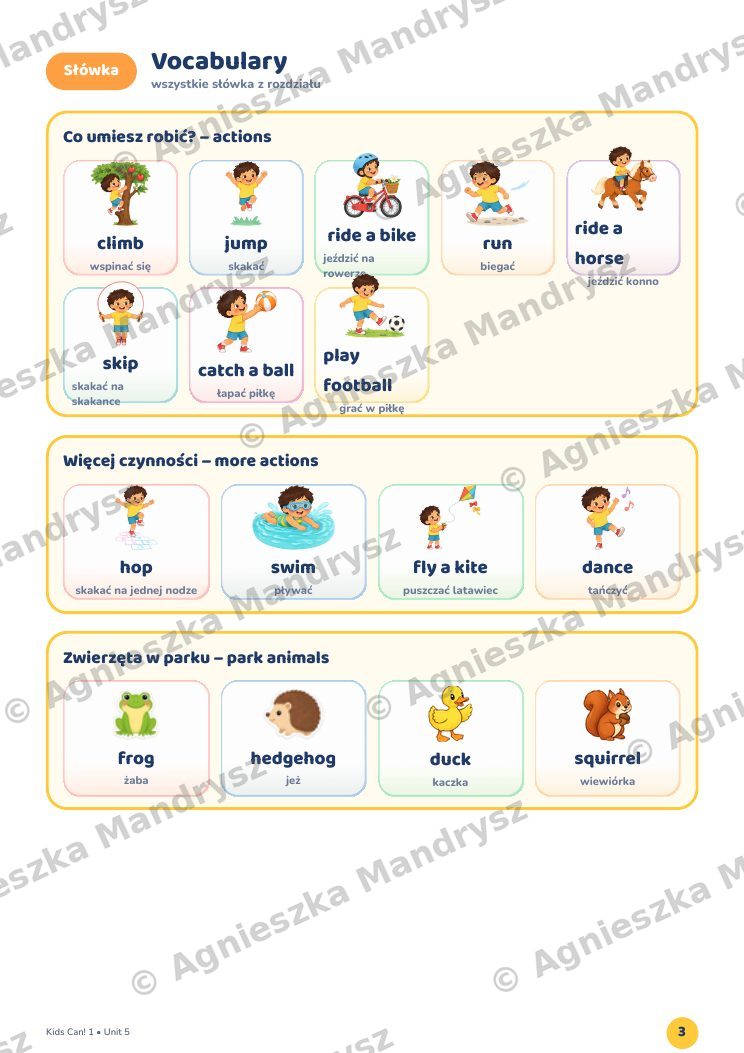 Słówka
Vocabulary
wszystkie słówka z rozdziału
Co umiesz robić? – actions
climb
wspinać się
jump
skakać
ride a bike
jeździć na
rowerze
run
biegać
ride a
horse
jeździć konno
skip
skakać na
skakance
catch a ball
łapać piłkę
play
football
grać w piłkę
Więcej czynności – more actions
hop
skakać na jednej nodze
swim
pływać
fly a kite
puszczać latawiec
dance
tańczyć
Zwierzęta w parku – park animals
frog
żaba
hedgehog
jeż
duck
kaczka
squirrel
wiewiórka
Kids Can! 1 • Unit 5
3
© Agnieszka Mandrysz